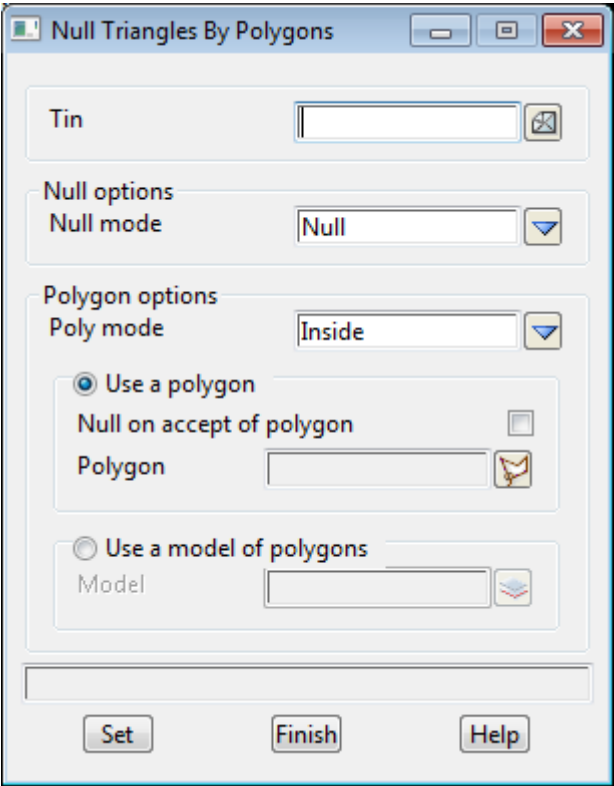 Null Triangles By Polygons
Tin
Null options
Null mode Null
Polygon options
Poly mode Inside
Use a polygon
Null on accept of polygon
Polygon
Use a model of polygons
Model
Set Finish Help